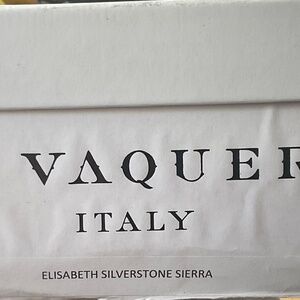 VAQUER
ITALY
ELISABETH SILVERSTONE SIERRA